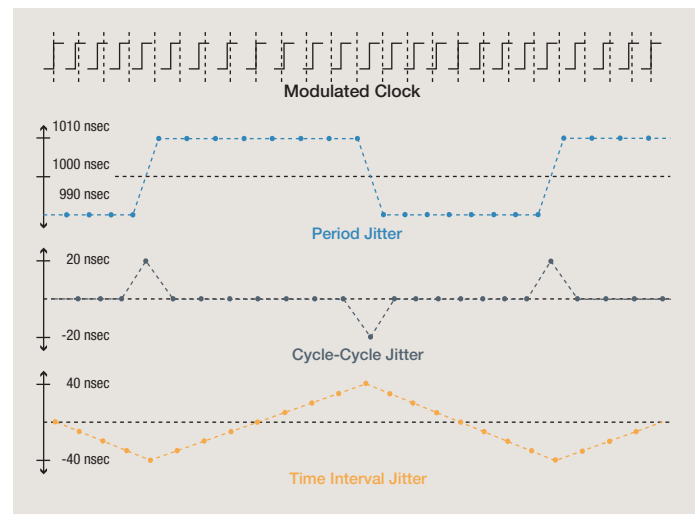 Modulated Clock
1010 nsec
1000 nsec
990 nsec
Period Jitter
20 nsec
-20 nsec
Cycle-Cycle Jitter
40 nsec
-40 nsec
Time Interval Jitter